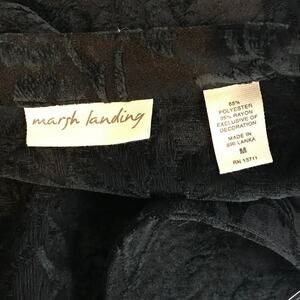 marsh landing
65%
POLYESTER
35% RAYON
EXCLUSIVE OF
DECORATION
MADE IN
SRI LANKA
M
RN 15711